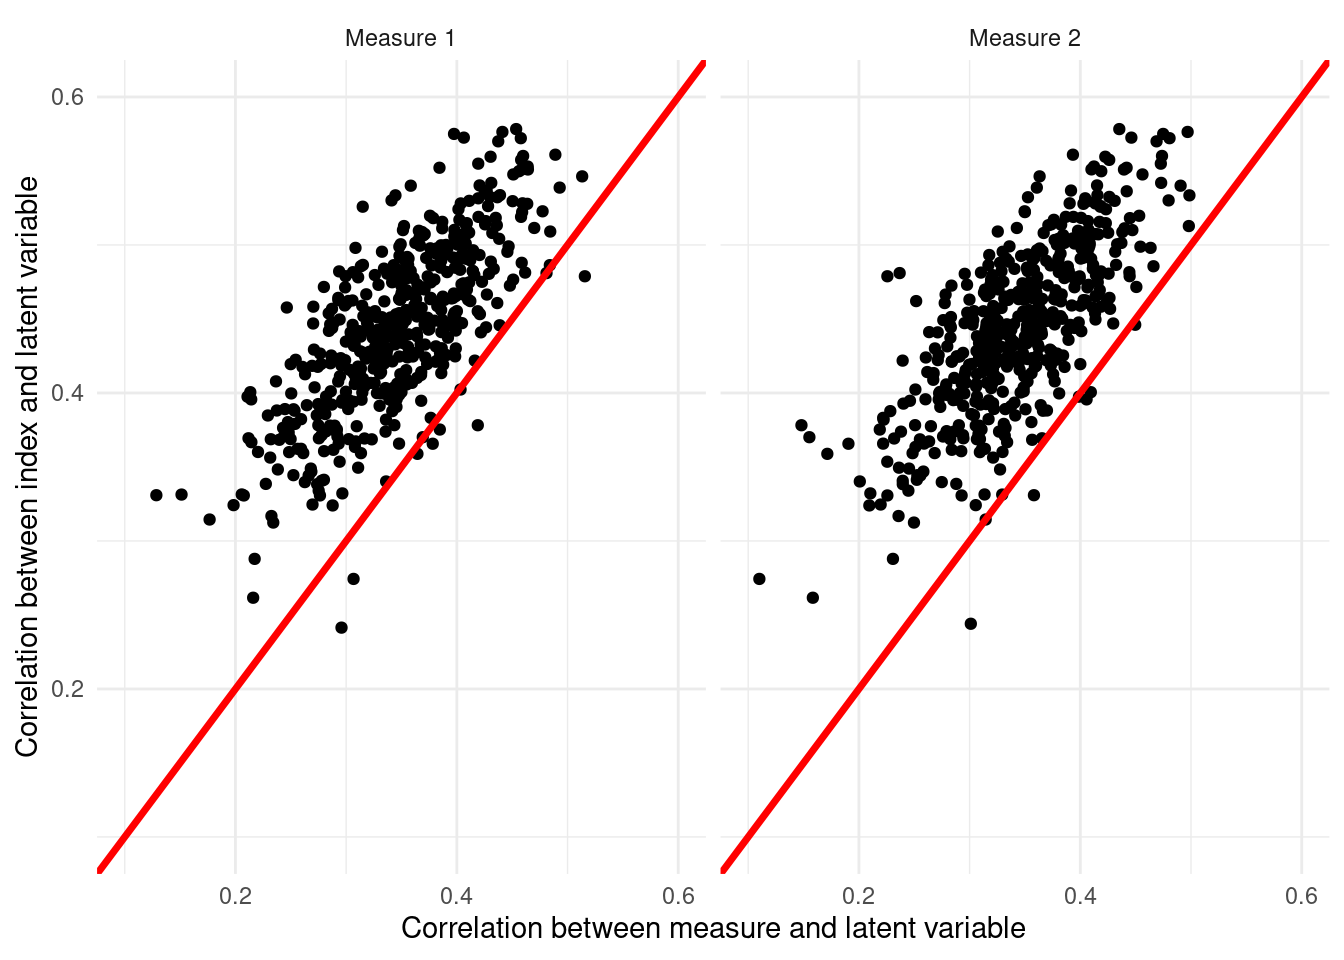 Measure 1
Measure 2
Correlation between index and latent variable
0.6
0.4
0.2
0.2
0.4
0.6
0.2
0.4
0.6
Correlation between measure and latent variable